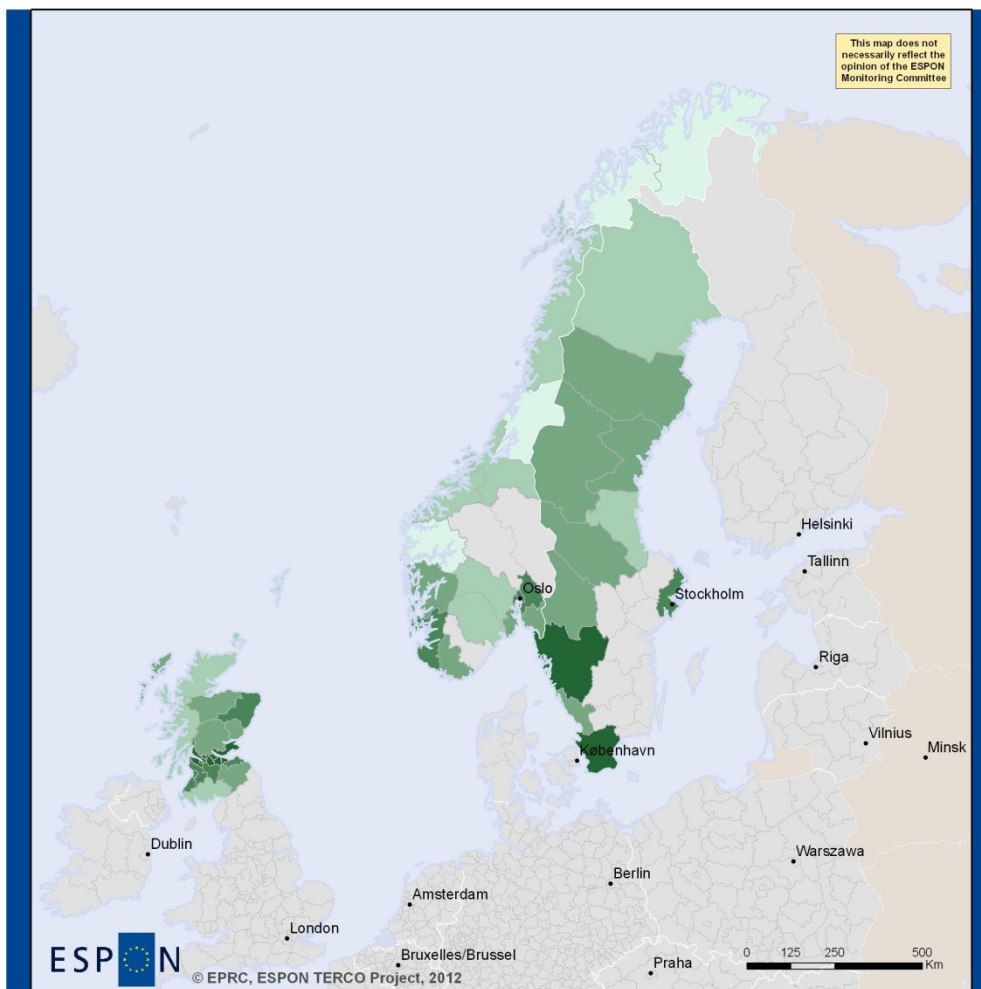 This map does not
necessarily reflect the
opinion of the ESPON
Monitoring Committee
Helsinki
Tallinn
Oslo
Stockholm
Riga
København
Vilnius
Minsk
Dublin
Warszawa
Berlin
Amsterdam
London
Bruxelles/Brussel
Praha
ESPON
© EPRC, ESPON TERCO Project, 2012
0 125 250 500
Km